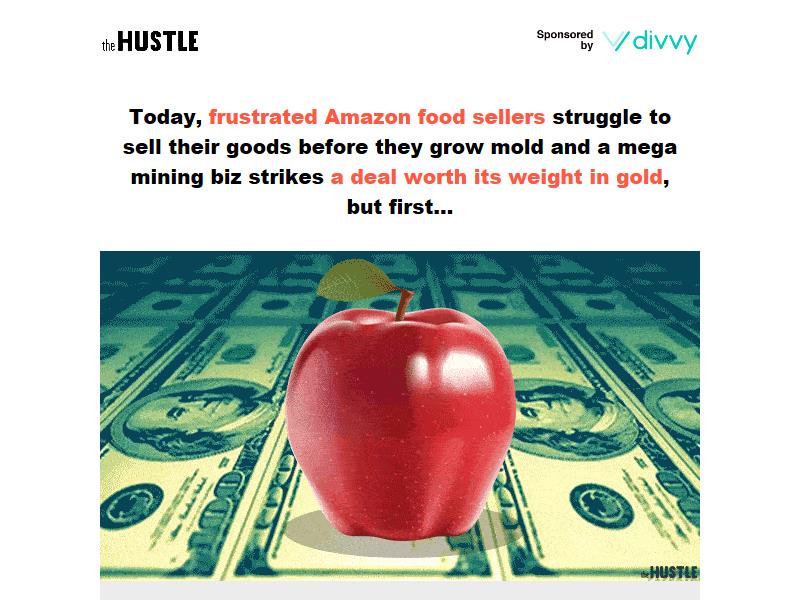 the HUSTLE
Sponsored
by
divvy
Today, frustrated Amazon food sellers struggle to
sell their goods before they grow mold and a mega
mining biz strikes a deal worth its weight in gold,
but first...
the HUSTLE